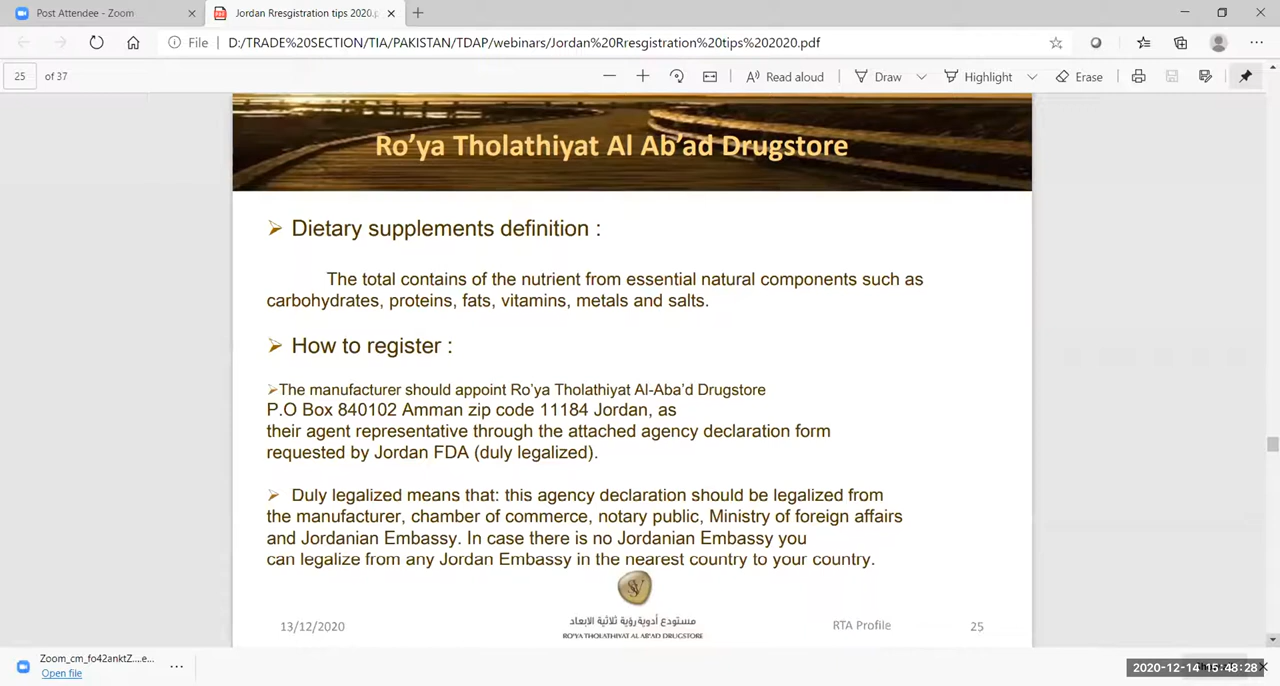 Post Attendee - Zoom
Jordan Rresgistration tips 2020.p
File
D:/TRADE%20SECTION/TIA/PAKISTAN/TDAP/webinars/Jordan%20Rresgistration%20tips%202020.pdf
25 of 37
Read aloud
Draw
Highlight
Erase
Ro'ya Tholathiyat Al Ab'ad Drugstore
Dietary supplements definition :
The total contains of the nutrient from essential natural components such as
carbohydrates, proteins, fats, vitamins, metals and salts.
How to register :
The manufacturer should appoint Ro'ya Tholathiyat Al-Aba'd Drugstore
P.O Box 840102 Amman zip code 11184 Jordan, as
their agent representative through the attached agency declaration form
requested by Jordan FDA (duly legalized).
Duly legalized means that: this agency declaration should be legalized from
the manufacturer, chamber of commerce, notary public, Ministry of foreign affairs
and Jordanian Embassy. In case there is no Jordanian Embassy you
can legalize from any Jordan Embassy in the nearest country to your country.
مستودع أدوية رؤية ثلاثية الابعاد
RO'YA THOLATHIYAT AL AB'AD DRUGSTORE
13/12/2020
RTA Profile
25
Zoom_cm_fo42anktZ....e...
Open file
2020-12-14 15:48:28